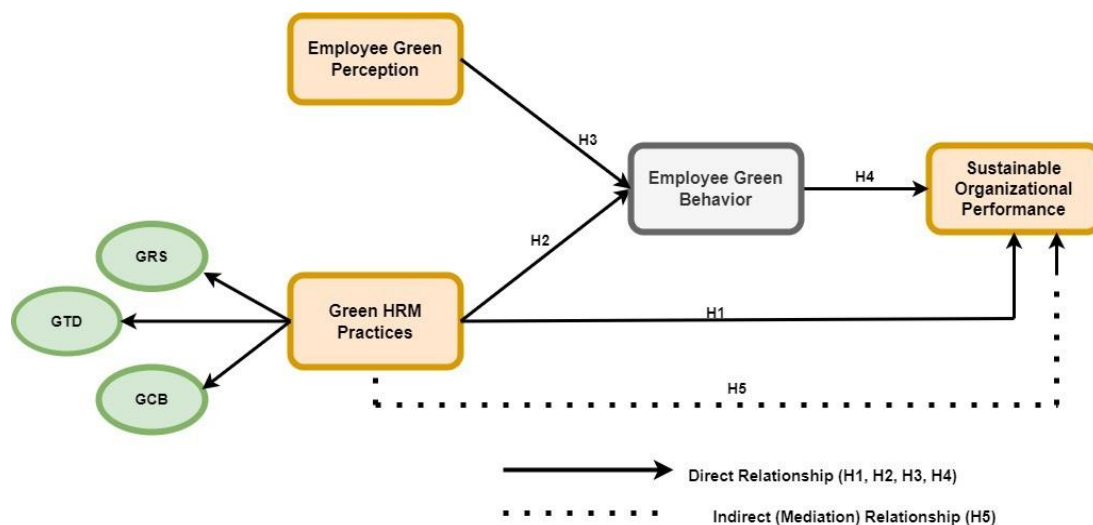 Employee Green
Perception
H3
Employee Green
Behavior
H4
Sustainable
Organizational
Performance
H2
GRS
GTD
GCB
Green HRM
Practices
H1
H5
Direct Relationship (H1, H2, H3, H4)
Indirect (Mediation) Relationship (H5)